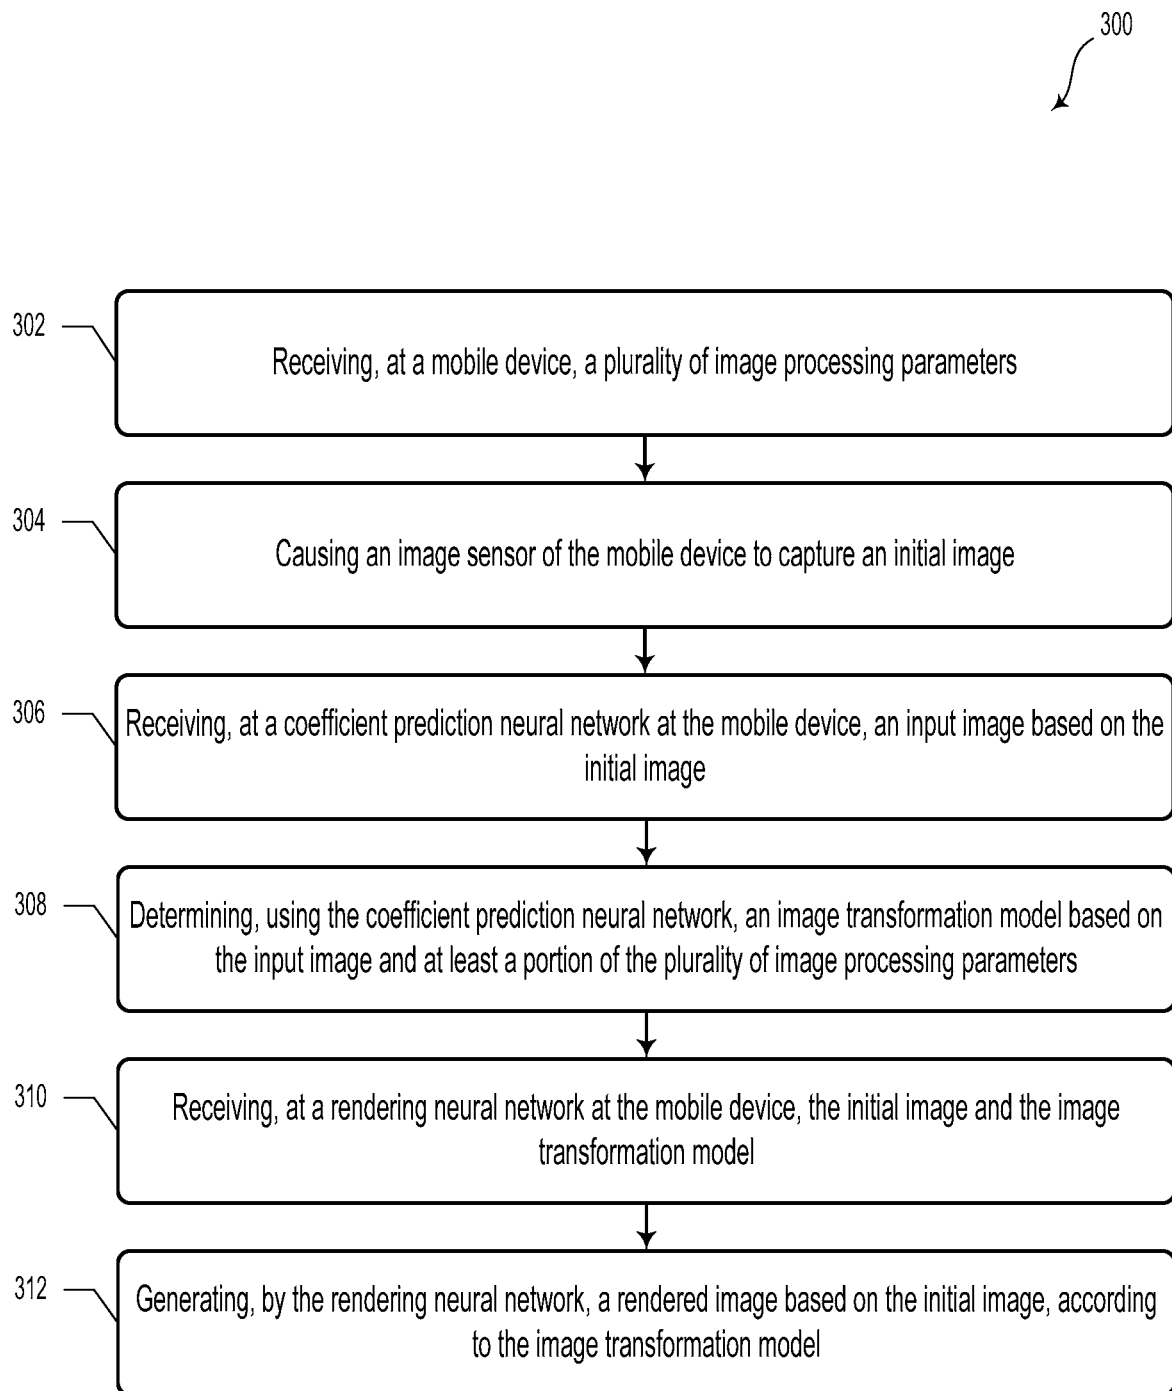 300
302
Receiving, at a mobile device, a plurality of image processing parameters
304
Causing an image sensor of the mobile device to capture an initial image
306
Receiving, at a coefficient prediction neural network at the mobile device, an input image based on the
initial image
308
Determining, using the coefficient prediction neural network, an image transformation model based on
the input image and at least a portion of the plurality of image processing parameters
310
Receiving, at a rendering neural network at the mobile device, the initial image and the image
transformation model
312
Generating, by the rendering neural network, a rendered image based on the initial image, according
to the image transformation model